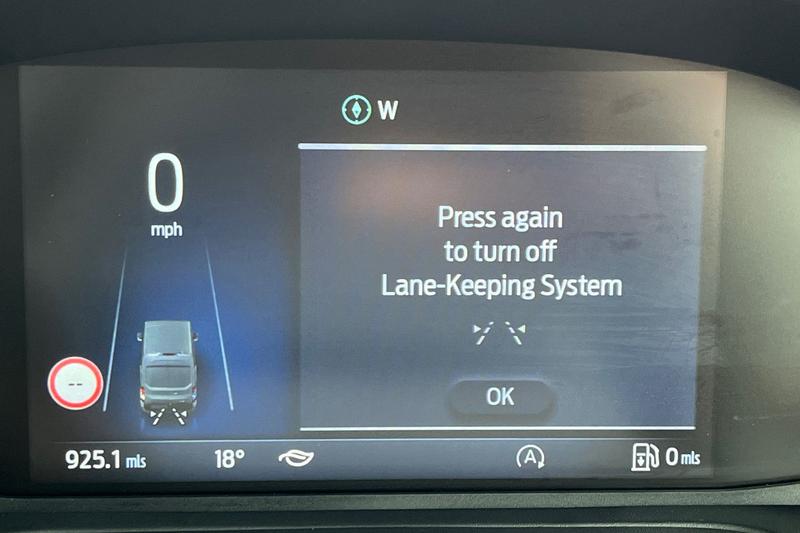 W
0
mph
Press again
to turn off
Lane-Keeping System
--
OK
925.1 mls
18°
A
0 mls